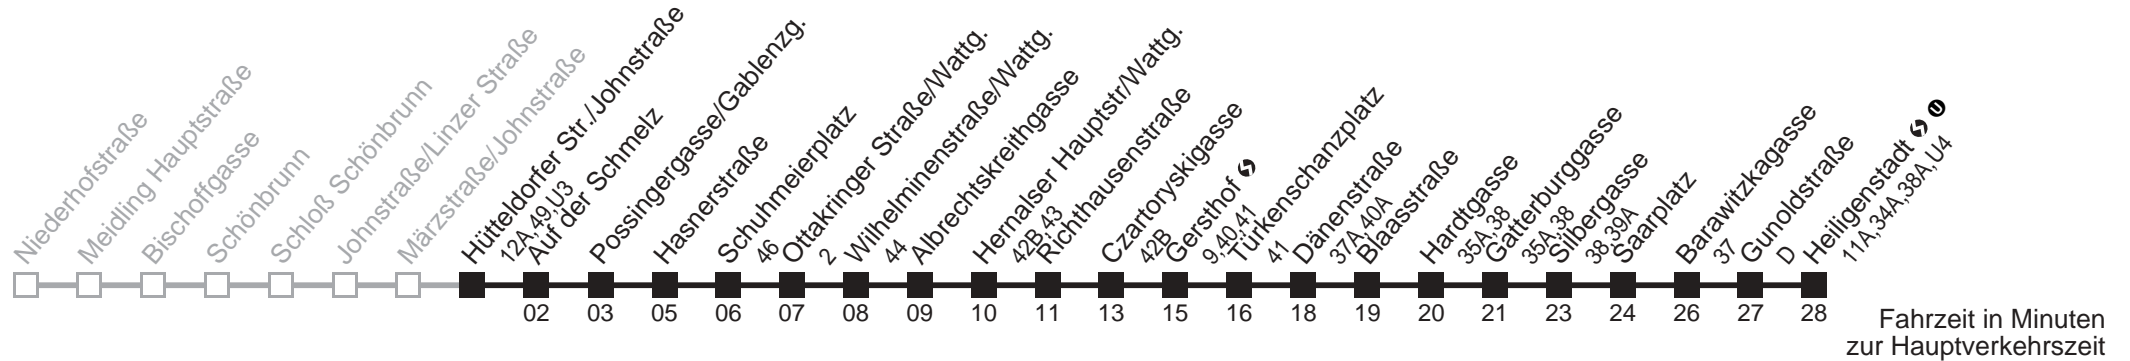 Niederhofstraße
Meidling Hauptstraße
Bischoffgasse
Schönbrunn
Schloß Schönbrunn
Johnstraße/Linzer Straße
Märzstraße/Johnstraße
Hütteldorfer Str./Johnstraße
12A,49,U3
Auf der Schmelz
Possingergasse/Gablenzg.
Hasnerstraße
Schuhmeierplatz
46
Ottakringer Straße/Wattg.
2
Wilhelminenstraße/Wattg.
44
Albrechtskreithgasse
Hernalser Hauptstr/Wattg.
42B,43
Richthausenstraße
Czartoryskigasse
42B
Gersthof
9,40,41
Türkenschanzplatz
41
Dänenstraße
37A,40A
Blaasstraße
Hardtgasse
35A,38
Gatterburggasse
35A,38
Silbergasse
38,39A
Saarplatz
Barawitzkagasse
37
Gunoldstraße
D
Heiligenstadt U
11A,34A,38A,U4
02 03 05 06 07 08 09 10 11 13 15 16 18 19 20 21 23 24 26 27 28
Fahrzeit in Minuten
zur Hauptverkehrszeit